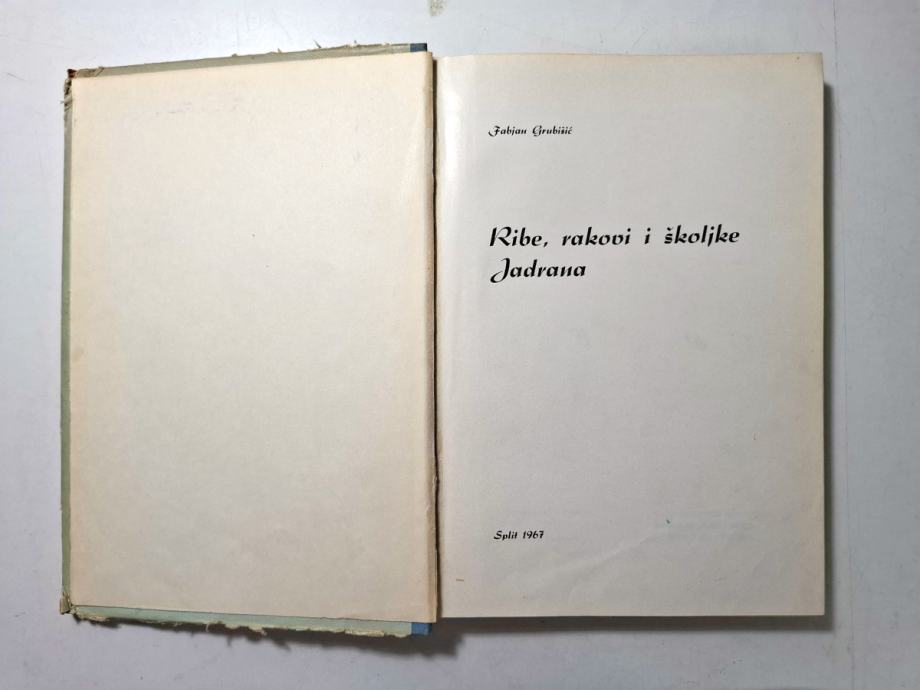 Fabjan Grubišić
Ribe, rakovi i školjke
Jadrana
Split 1967